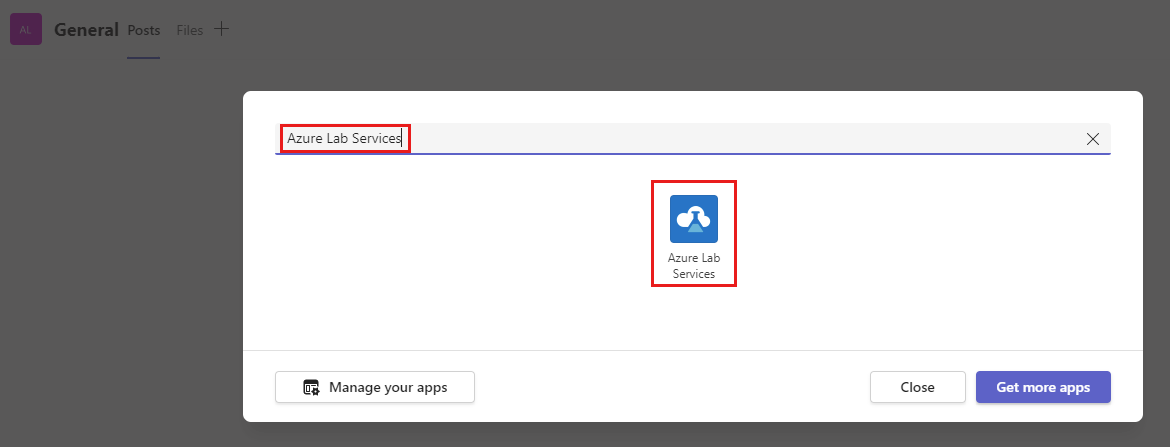 AL General Posts Files
Azure Lab Services
Azure Lab
Services
Manage your apps Close Get more apps